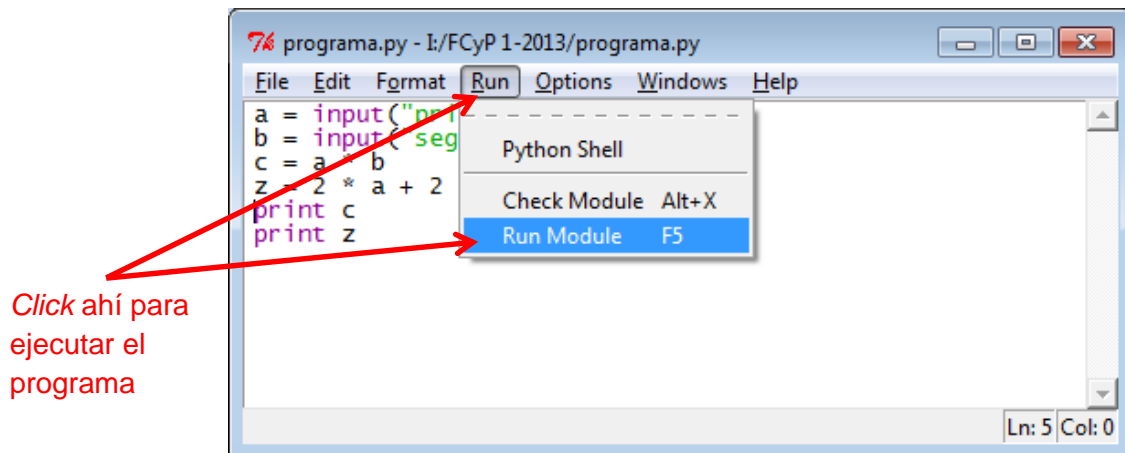 programa.py - I:/FCyP 1-2013/programa.py
File Edit Format Run Options Windows Help
a = input("pri
b = input("seg
c = a * b
z = 2 * a + 2
print c
print z
Python Shell
Check Module Alt+X
Run Module F5
Click ahí para
ejecutar el
programa
Ln: 5 Col: 0